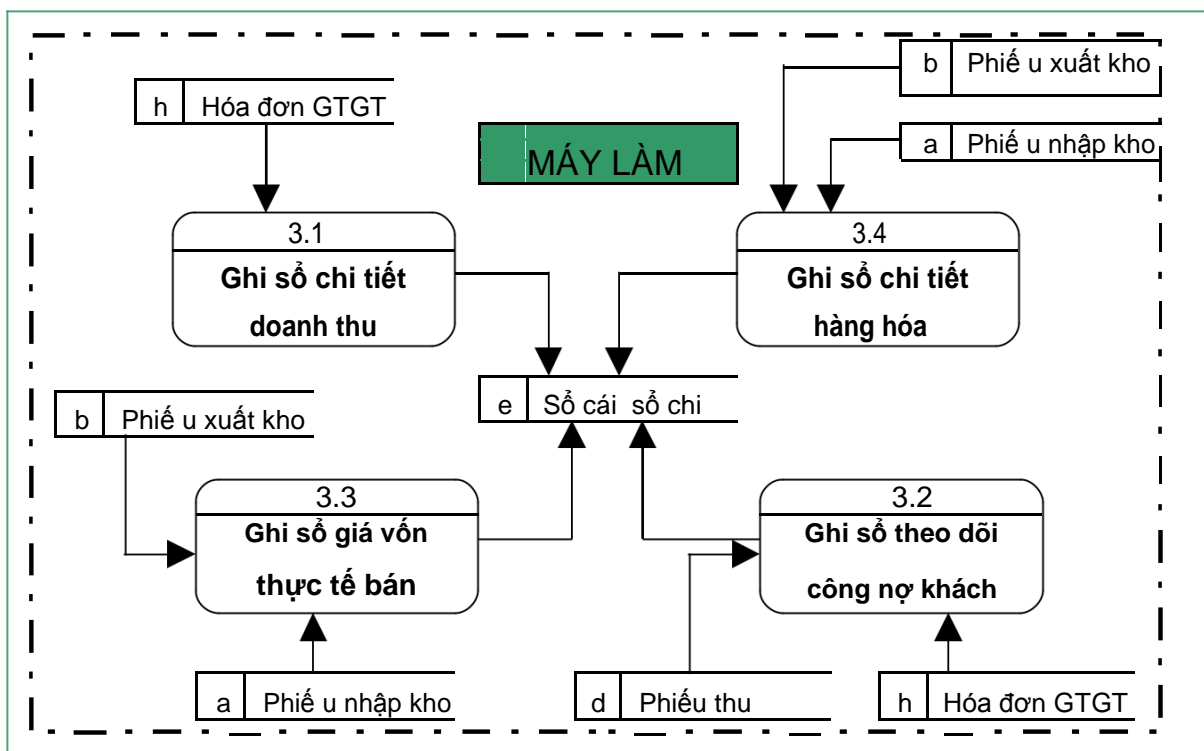 b Phiế u xuất kho
h Hóa đơn GTGT
a Phiế u nhập kho
MÁY LÀM
3.1
Ghi sổ chi tiết
doanh thu
3.4
Ghi sổ chi tiết
hàng hóa
e Sổ cái sổ chi
b Phiế u xuất kho
3.3
Ghi sổ giá vốn
thực tế bán
3.2
Ghi sổ theo dõi
công nợ khách
a Phiế u nhập kho
d Phiếu thu
h Hóa đơn GTGT